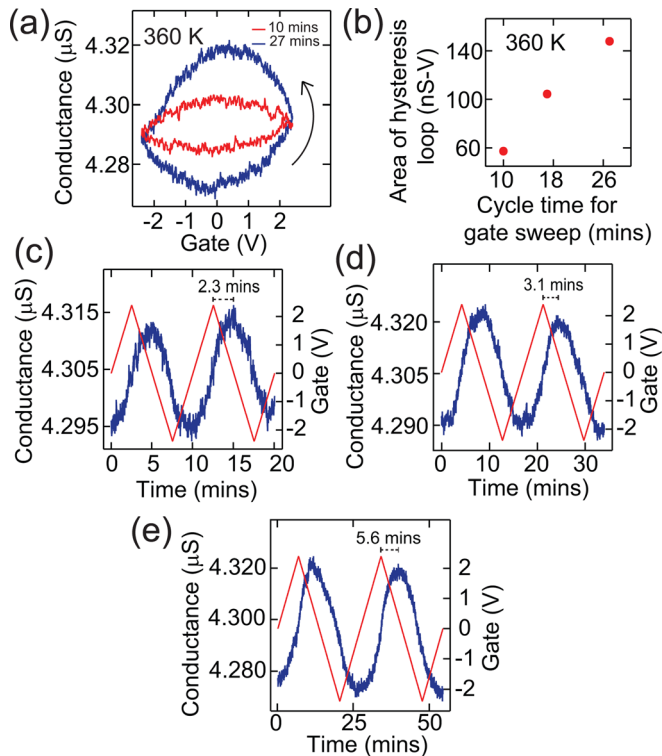 (a)
Conductance (μS)
4.32
4.30
4.28
360 K
10 mins
27 mins
-2 -1 0 1 2
Gate (V)
(b)
Area of hysteresis
loop (nS-V)
140
100
60
360 K
10 18 26
Cycle time for
gate sweep (mins)
(c)
Conductance (μS)
4.315
4.305
4.295
2.3 mins
2
1
0
-1
-2
Gate (V)
0 5 10 15 20
Time (mins)
(d)
Conductance (μS)
4.320
4.305
4.290
3.1 mins
2
1
0
-1
-2
Gate (V)
0 10 20 30
Time (mins)
(e)
Conductance (μS)
4.320
4.300
4.280
5.6 mins
2
1
0
-1
-2
Gate (V)
0 25 50
Time (mins)